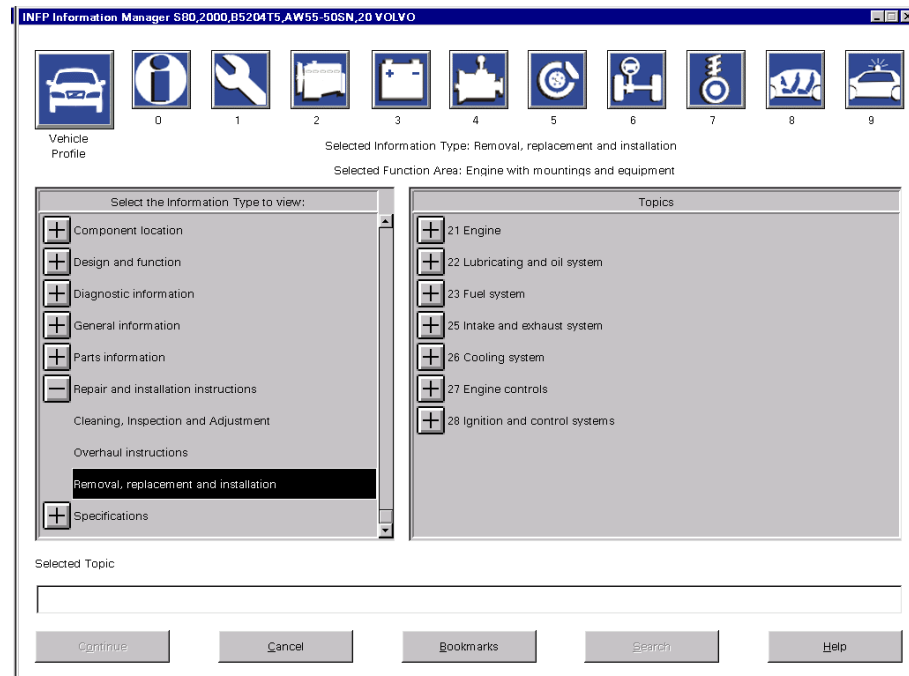 INFP Information Manager S80,2000,B5204T5,AW55-50SN,20 VOLVO
0 1 2 3 4 5 6 7 8 9
Vehicle
Profile
Selected Information Type: Removal, replacement and installation
Selected Function Area: Engine with mountings and equipment
Select the Information Type to view:
Component location
Design and function
Diagnostic information
General information
Parts information
Repair and installation instructions
Cleaning, Inspection and Adjustment
Overhaul instructions
Removal, replacement and installation
Specifications
Topics
21 Engine
22 Lubricating and oil system
23 Fuel system
25 Intake and exhaust system
26 Cooling system
27 Engine controls
28 Ignition and control systems
Selected Topic
Continue Cancel Bookmarks Search Help